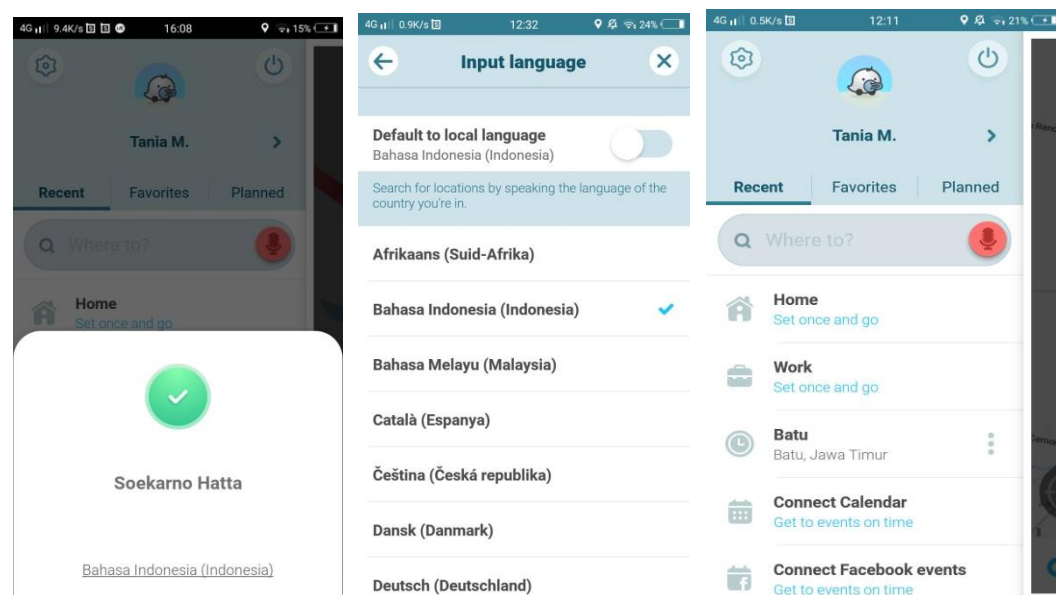 4G 9.4K/s 16:08 15%
Tania M.
Recent Favorites Planned
Where to?
Home
Set once and go
Soekarno Hatta
Bahasa Indonesia (Indonesia)
4G 0.9K/s 12:32 24%
Input language
Default to local language
Bahasa Indonesia (Indonesia)
Search for locations by speaking the language of the
country you're in.
Afrikaans (Suid-Afrika)
Bahasa Indonesia (Indonesia)
Bahasa Melayu (Malaysia)
Català (Espanya)
Čeština (Česká republika)
Dansk (Danmark)
Deutsch (Deutschland)
4G 0.5K/s 12:11 21%
Tania M.
Recent Favorites Planned
Where to?
Home
Set once and go
Work
Set once and go
Batu
Batu, Jawa Timur
Connect Calendar
Get to events on time
Connect Facebook events
Get to events on time